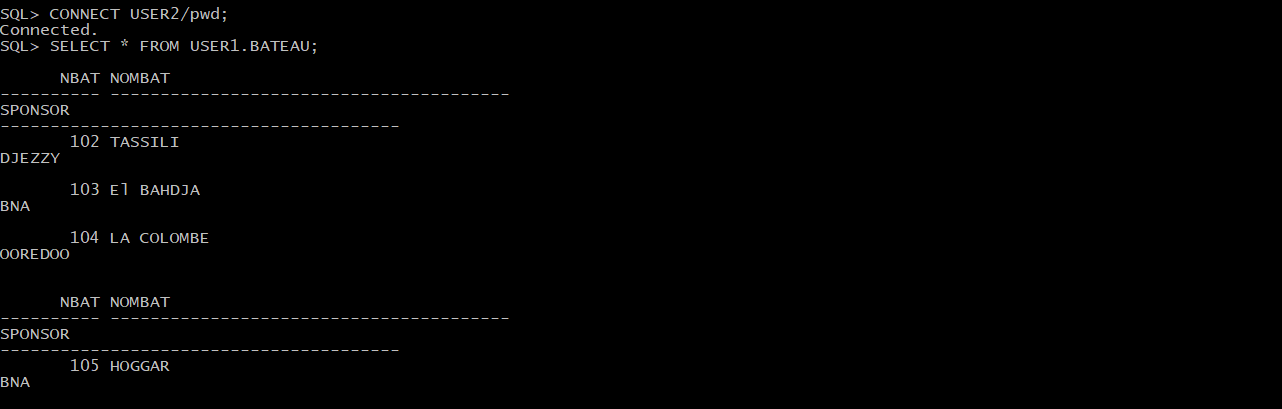 SQL> CONNECT USER2/pwd;
Connected.
SQL> SELECT * FROM USER1.BATEAU;
      NBAT NOMBAT
---------- ----------------------------------------
SPONSOR
----------------------------------------
       102 TASSILI
DJEZZY
       103 El BAHDJA
BNA
       104 LA COLOMBE
OOREDOO
      NBAT NOMBAT
---------- ----------------------------------------
SPONSOR
----------------------------------------
       105 HOGGAR
BNA